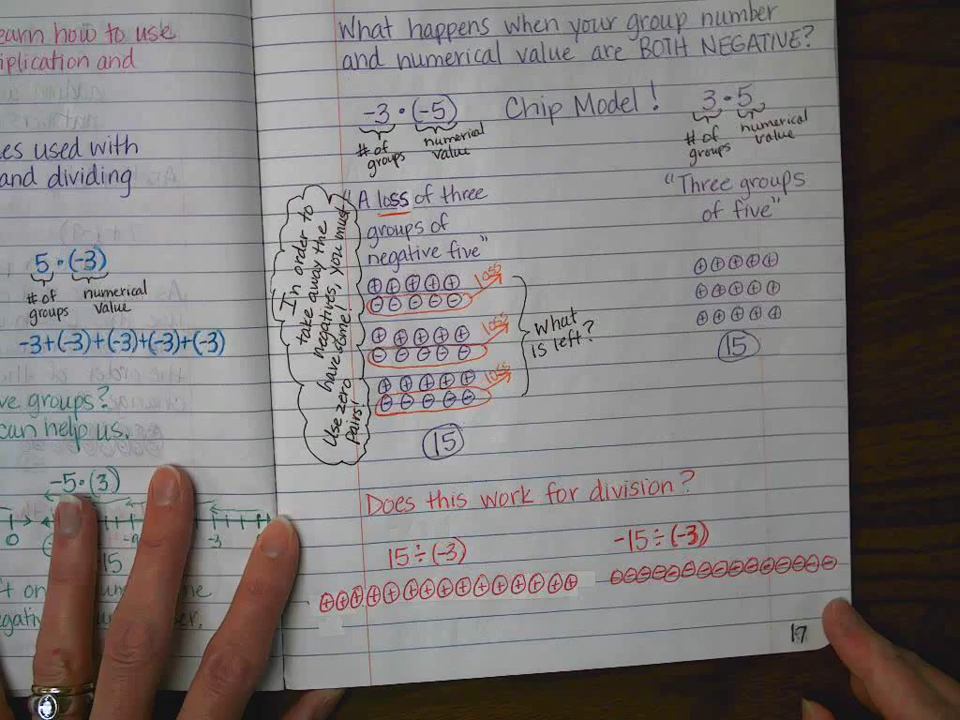 earn how to use
iplication and
es used with
and dividing
5 · (-3)
# of groups
numerical value
-3 + (-3) + (-3) + (-3) + (-3)
ve groups?
can help us.
-5 · (3)
0
-3
15
What happens when your group number
and numerical value are BOTH NEGATIVE?
-3 · (-5)
# of groups
numerical value
Chip Model!
3 · 5
# of groups
numerical value
"A loss of three
groups of
negative five"
In order to
take away the
negatives, you must
have some!
Use zero
Pairs!
+ + + + +
- - - - - loss
+ + + + +
- - - - - loss
+ + + + +
- - - - - loss
What
is left?
15
"Three groups
of five"
+ + + + +
+ + + + +
+ + + + +
15
Does this work for division?
15 ÷ (-3)
-15 ÷ (-3)
+ + + + + + + + + + + + + + +
- - - - - - - - - - - - - - -
17